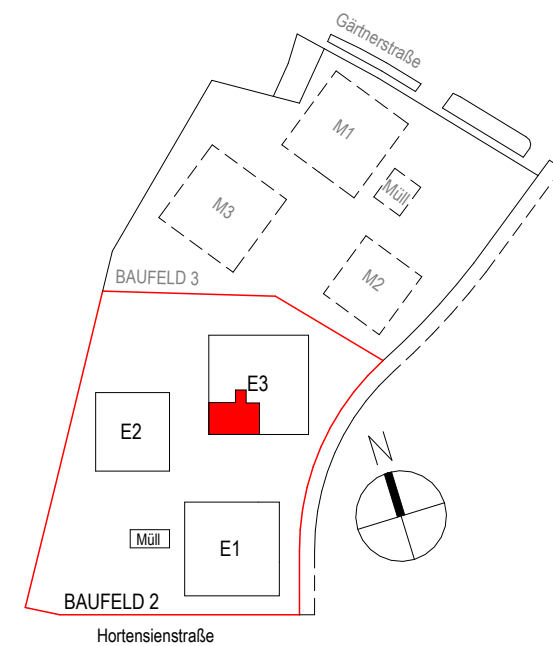 Gärtnerstraße
M1
Müll
M3
M2
BAUFELD 3
E3
E2
N
Müll
E1
BAUFELD 2
Hortensienstraße